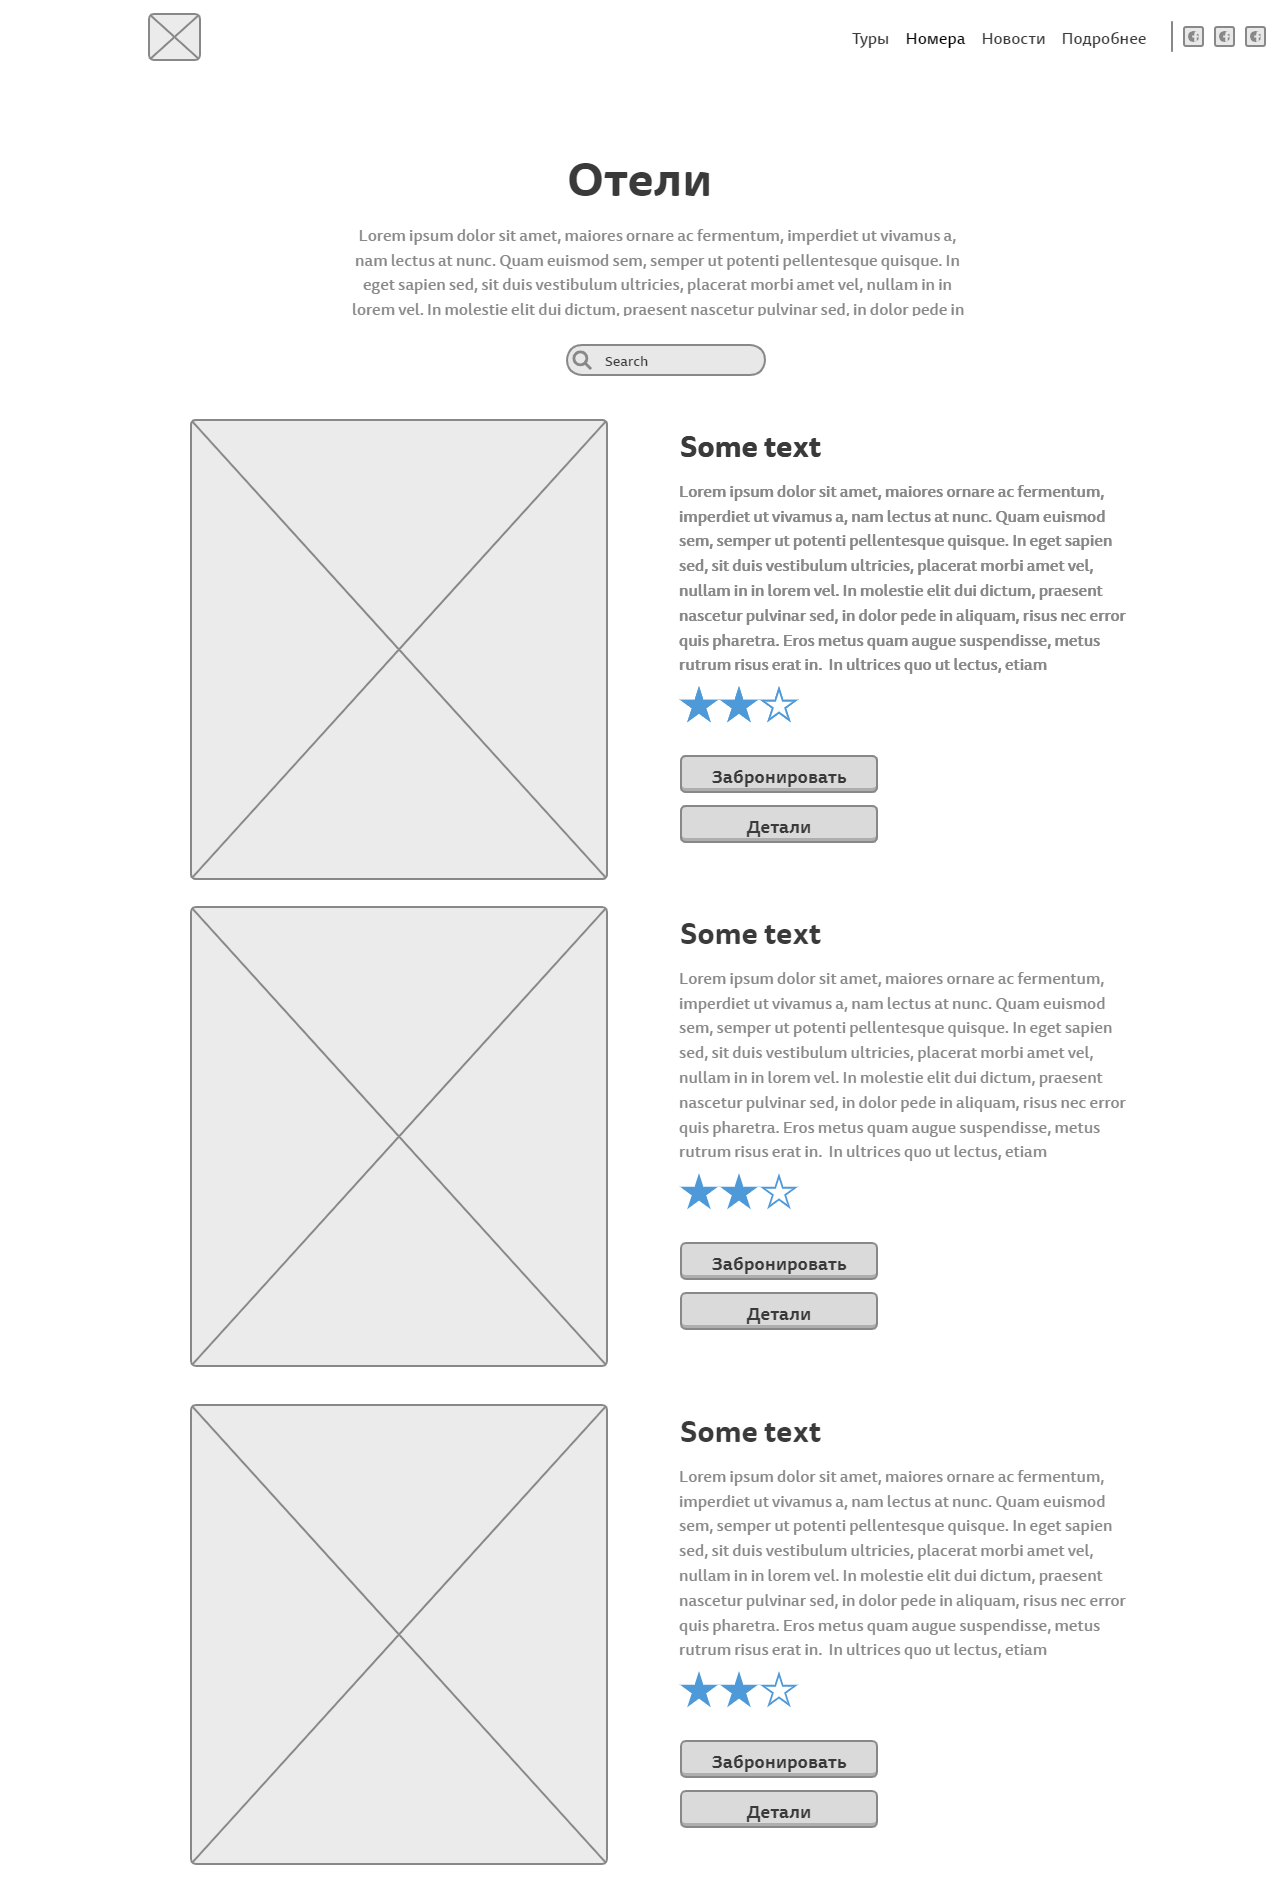 Туры Номера Новости Подробнее
Отели
Lorem ipsum dolor sit amet, maiores ornare ac fermentum, imperdiet ut vivamus a,
nam lectus at nunc. Quam euismod sem, semper ut potenti pellentesque quisque. In
eget sapien sed, sit duis vestibulum ultricies, placerat morbi amet vel, nullam in in
lorem vel. In molestie elit dui dictum, praesent nascetur pulvinar sed, in dolor pede in
Search
Some text
Lorem ipsum dolor sit amet, maiores ornare ac fermentum,
imperdiet ut vivamus a, nam lectus at nunc. Quam euismod
sem, semper ut potenti pellentesque quisque. In eget sapien
sed, sit duis vestibulum ultricies, placerat morbi amet vel,
nullam in in lorem vel. In molestie elit dui dictum, praesent
nascetur pulvinar sed, in dolor pede in aliquam, risus nec error
quis pharetra. Eros metus quam augue suspendisse, metus
rutrum risus erat in. In ultrices quo ut lectus, etiam
Забронировать
Детали
Some text
Lorem ipsum dolor sit amet, maiores ornare ac fermentum,
imperdiet ut vivamus a, nam lectus at nunc. Quam euismod
sem, semper ut potenti pellentesque quisque. In eget sapien
sed, sit duis vestibulum ultricies, placerat morbi amet vel,
nullam in in lorem vel. In molestie elit dui dictum, praesent
nascetur pulvinar sed, in dolor pede in aliquam, risus nec error
quis pharetra. Eros metus quam augue suspendisse, metus
rutrum risus erat in. In ultrices quo ut lectus, etiam
Забронировать
Детали
Some text
Lorem ipsum dolor sit amet, maiores ornare ac fermentum,
imperdiet ut vivamus a, nam lectus at nunc. Quam euismod
sem, semper ut potenti pellentesque quisque. In eget sapien
sed, sit duis vestibulum ultricies, placerat morbi amet vel,
nullam in in lorem vel. In molestie elit dui dictum, praesent
nascetur pulvinar sed, in dolor pede in aliquam, risus nec error
quis pharetra. Eros metus quam augue suspendisse, metus
rutrum risus erat in. In ultrices quo ut lectus, etiam
Забронировать
Детали